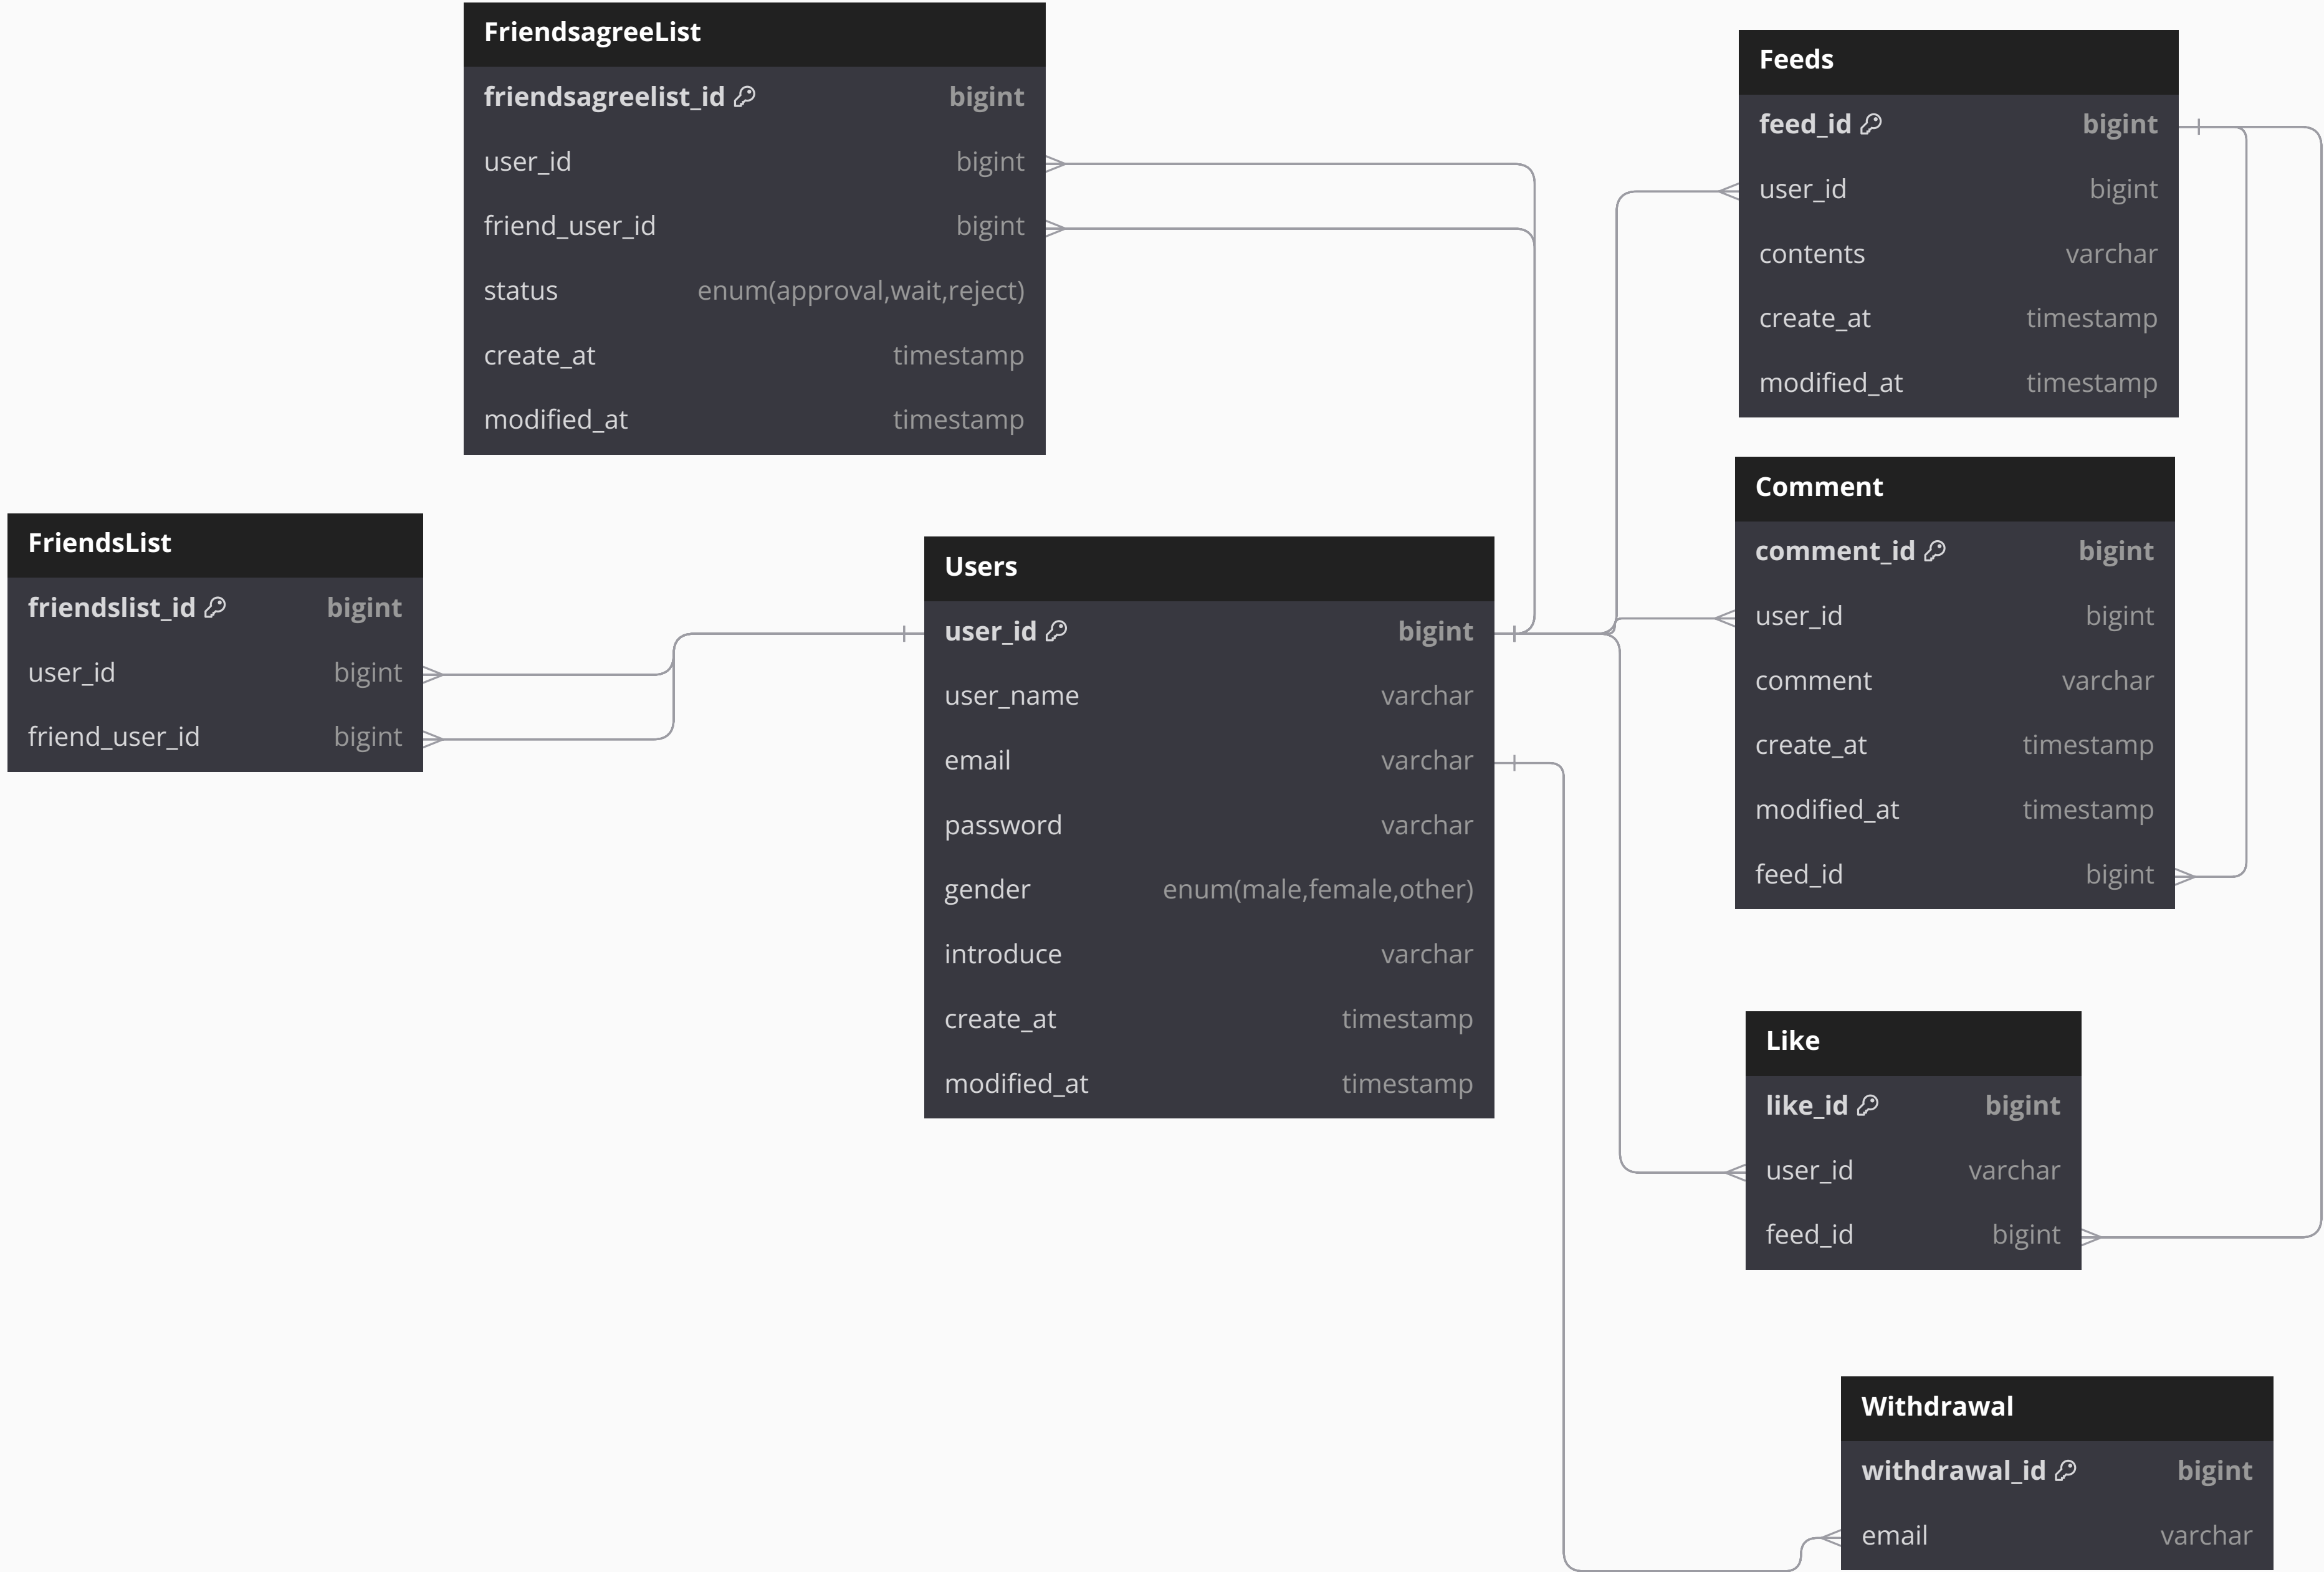 FriendsagreeList
friendsagreelist_id bigint
user_id bigint
friend_user_id bigint
status enum(approval,wait,reject)
create_at timestamp
modified_at timestamp
Feeds
feed_id bigint
user_id bigint
contents varchar
create_at timestamp
modified_at timestamp
FriendsList
friendslist_id bigint
user_id bigint
friend_user_id bigint
Users
user_id bigint
user_name varchar
email varchar
password varchar
gender enum(male,female,other)
introduce varchar
create_at timestamp
modified_at timestamp
Comment
comment_id bigint
user_id bigint
comment varchar
create_at timestamp
modified_at timestamp
feed_id bigint
Like
like_id bigint
user_id varchar
feed_id bigint
Withdrawal
withdrawal_id bigint
email varchar